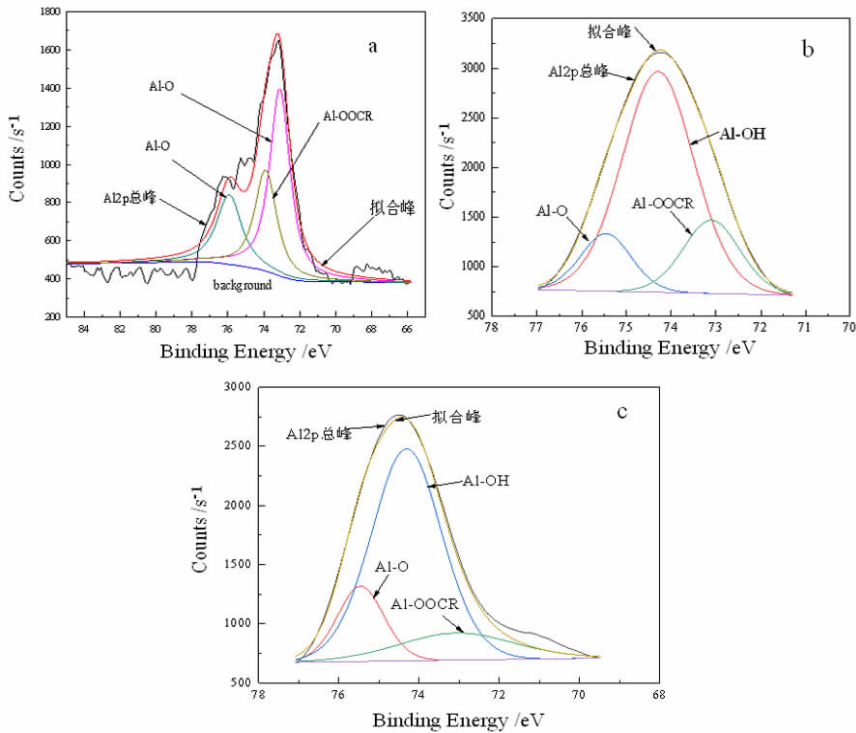 a
1800
1600
1400
1200
1000
800
600
400
200
Counts /s-1
Al-O
Al-O
Al-OOCR
Al2p总峰
拟合峰
background
84 82 80 78 76 74 72 70 68 66
Binding Energy /eV
b
3500
3000
2500
2000
1500
1000
500
Counts /s-1
拟合峰
Al2p总峰
Al-OH
Al-OOCR
Al-O
78 77 76 75 74 73 72 71 70
Binding Energy /eV
c
3000
2500
2000
1500
1000
500
Counts /s-1
Al2p总峰
拟合峰
Al-OH
Al-O
Al-OOCR
78 76 74 72 70 68
Binding Energy /eV